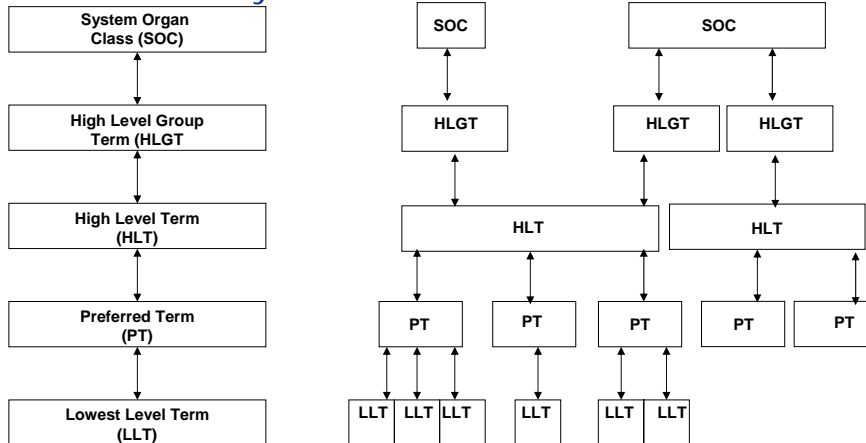 System Organ
Class (SOC)
SOC
SOC
High Level Group
Term (HLGT
HLGT
HLGT
HLGT
High Level Term
(HLT)
HLT
HLT
Preferred Term
(PT)
PT
PT
PT
PT
PT
Lowest Level Term
(LLT)
LLT
LLT
LLT
LLT
LLT
LLT